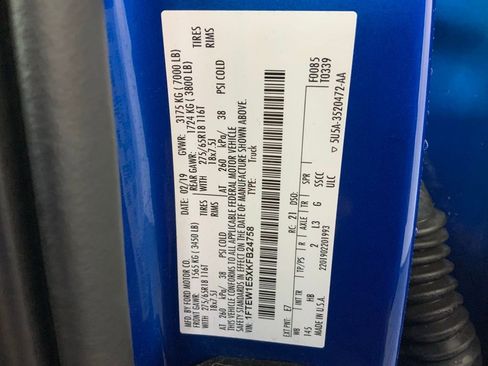 MFD. BY FORD MOTOR CO.
DATE: 02/19 GVWR: 3175 KG ( 7000 LB)
FRONT GAWR: 1565 KG ( 3450 LB) REAR GAWR: 1724 KG ( 3800 LB)
WITH 275/65R18 116T TIRES
18x7.5J RIMS
AT 260 kPa/ 38 PSI COLD
WITH 275/65R18 116T TIRES
18x7.5J RIMS
AT 260 kPa/ 38 PSI COLD
THIS VEHICLE CONFORMS TO ALL APPLICABLE FEDERAL MOTOR VEHICLE
SAFETY STANDARDS IN EFFECT ON THE DATE OF MANUFACTURE SHOWN ABOVE.
VIN: 1FTEW1E5XKFB24758
TYPE: Truck
F0085
T0339
EXT PNT: E7 RC: 21 DSO:
WB INT TR TP/PS R AXLE TR SPR
145 HB 2 L3 G SSCC
MADE IN U.S.A. 2201902201993 ULC
▽ SU5A-3520472-AA